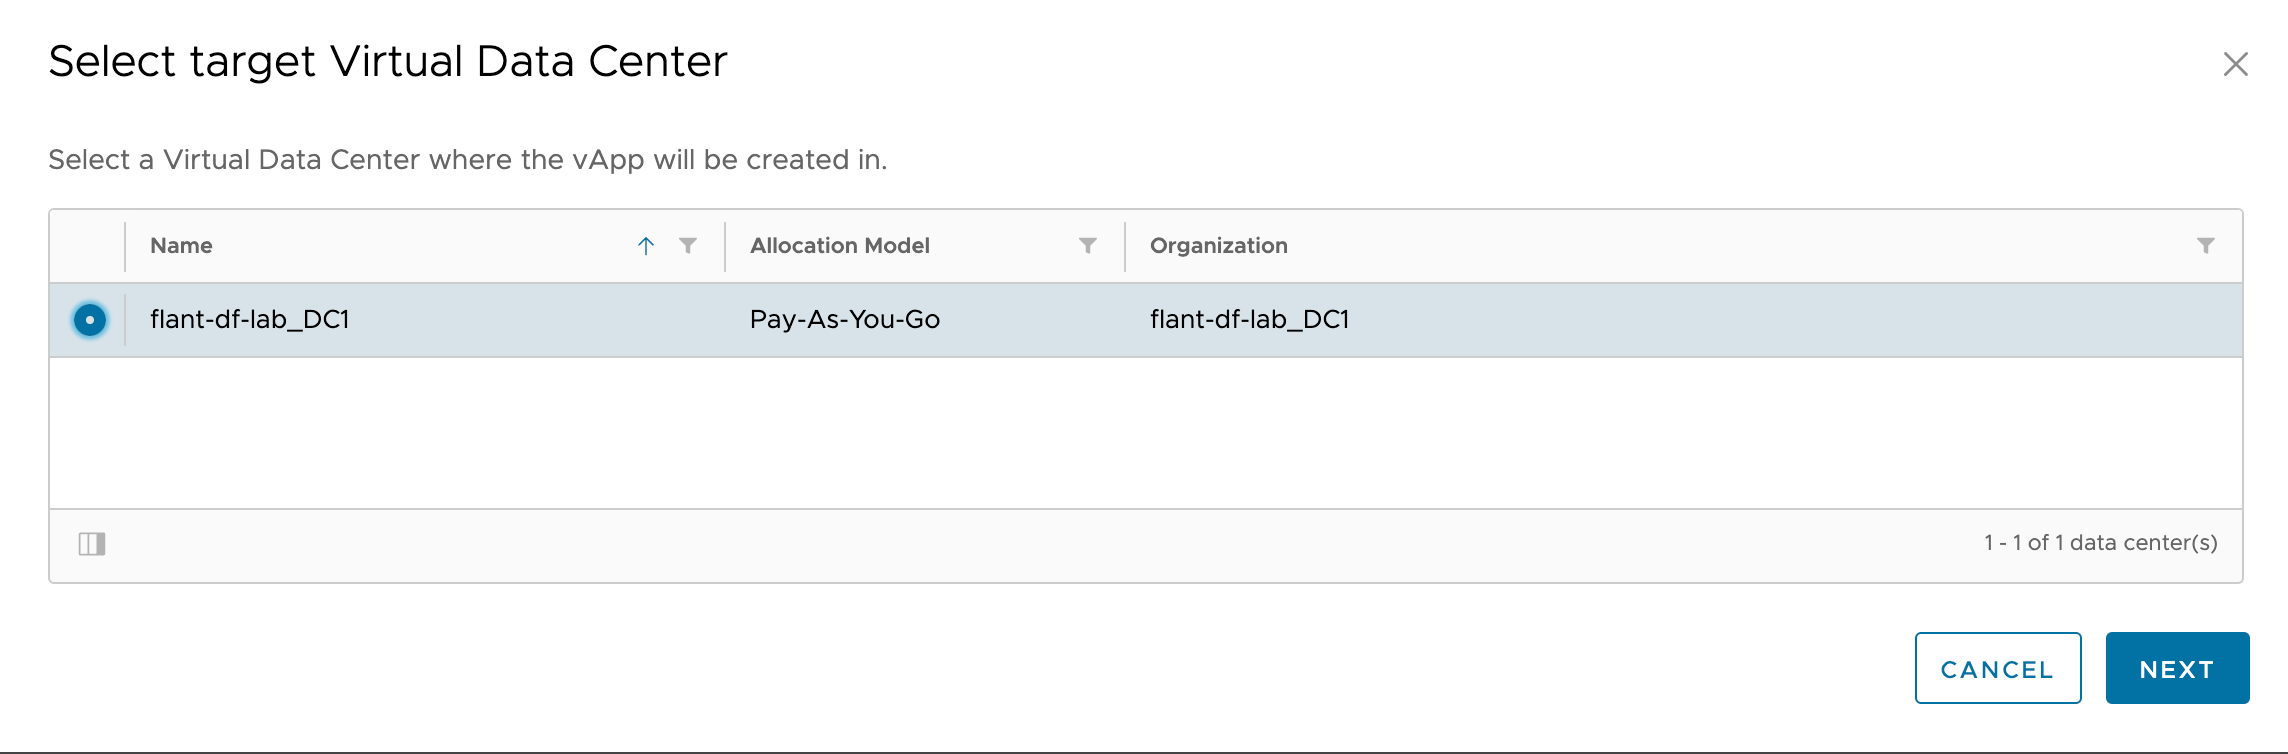 Select target Virtual Data Center
Select a Virtual Data Center where the vApp will be created in.
Name Allocation Model Organization
flant-df-lab_DC1 Pay-As-You-Go flant-df-lab_DC1
1 - 1 of 1 data center(s)
CANCEL NEXT